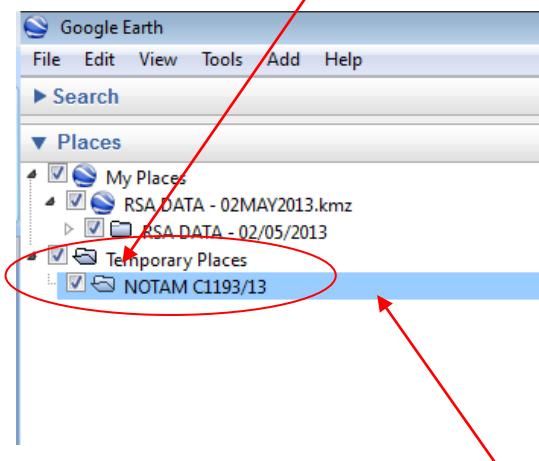 Google Earth
File Edit View Tools Add Help
Search
Places
My Places
RSA DATA - 02MAY2013.kmz
RSA DATA - 02/05/2013
Temporary Places
NOTAM C1193/13